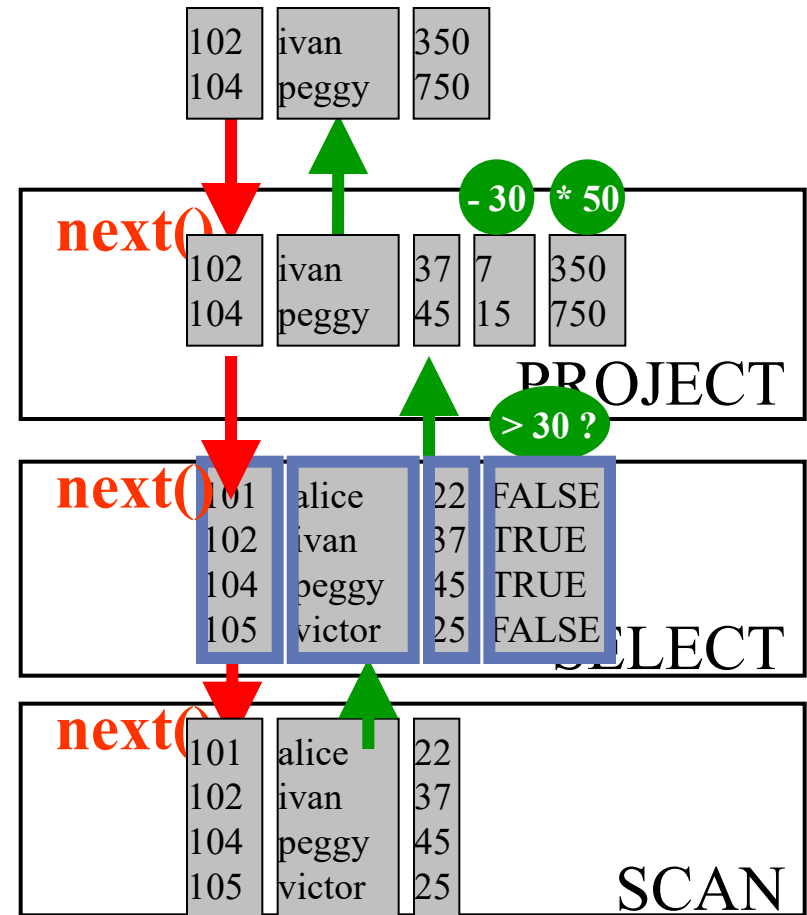 102 ivan 350
104 peggy 750
- 30 * 50
next()
102 ivan 37 7 350
104 peggy 45 15 750
PROJECT
> 30 ?
next()
101 alice 22 FALSE
102 ivan 37 TRUE
104 peggy 45 TRUE
105 victor 25 FALSE
SELECT
next()
101 alice 22
102 ivan 37
104 peggy 45
105 victor 25
SCAN